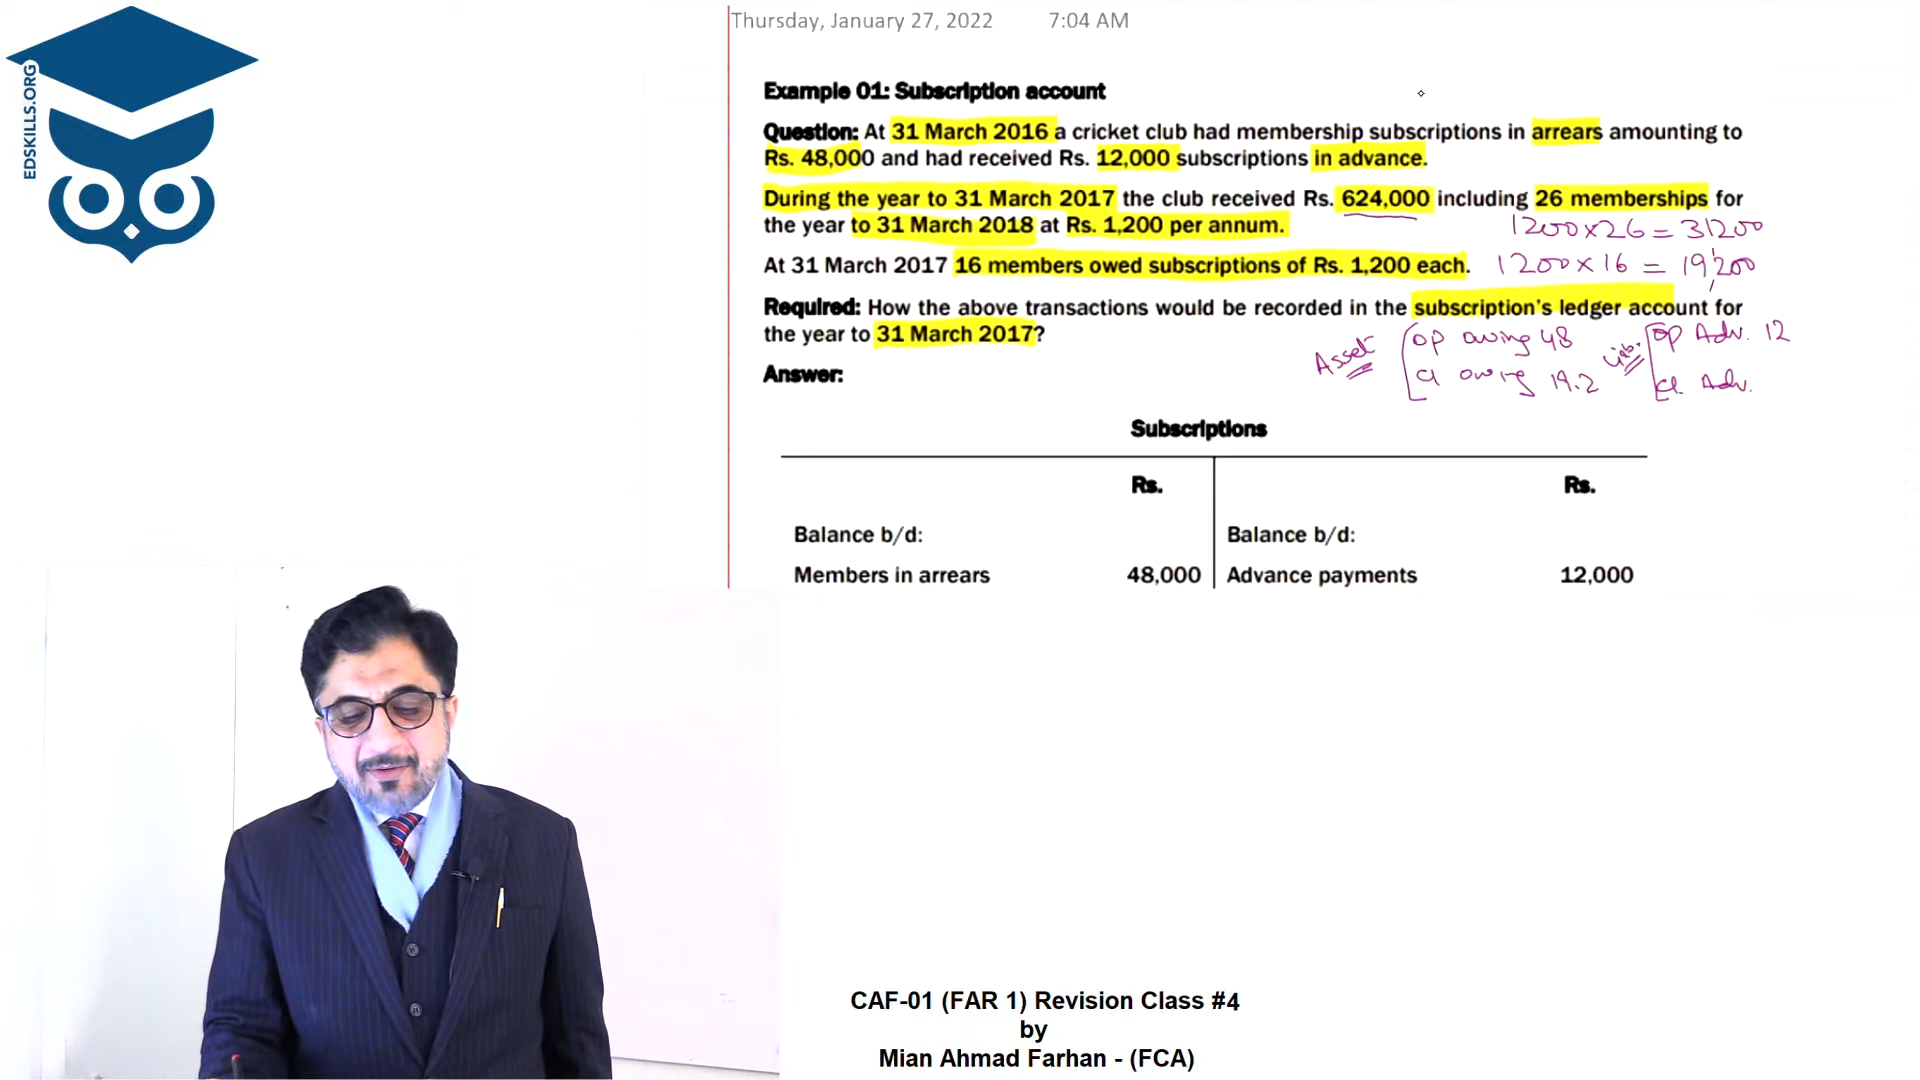 Thursday, January 27, 2022 7:04 AM
EDSKILLS.ORG
Example 01: Subscription account
Question: At 31 March 2016 a cricket club had membership subscriptions in arrears amounting to
Rs. 48,000 and had received Rs. 12,000 subscriptions in advance.
During the year to 31 March 2017 the club received Rs. 624,000 including 26 memberships for
the year to 31 March 2018 at Rs. 1,200 per annum.
1200×26 = 31200
At 31 March 2017 16 members owed subscriptions of Rs. 1,200 each.
1200×16 = 19,200
Required: How the above transactions would be recorded in the subscription's ledger account for
the year to 31 March 2017?
Asset
op owing 48
cl owing 19.2
Liab.
op Adv. 12
cl. Adv.
Answer:
Subscriptions
Rs. Rs.
Balance b/d: Balance b/d:
Members in arrears 48,000 Advance payments 12,000
CAF-01 (FAR 1) Revision Class #4
by
Mian Ahmad Farhan - (FCA)